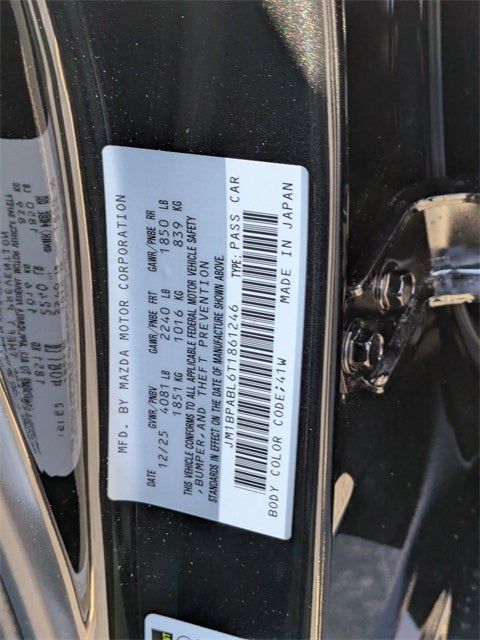 MFD. BY MAZDA MOTOR CORPORATION
DATE GVWR/PNBV GAWR/PNBE FRT GAWR/PNBE RR
12/25 4081 LB 2240 LB 1850 LB
1851 KG 1016 KG 839 KG
THIS VEHICLE CONFORMS TO ALL APPLICABLE FEDERAL MOTOR VEHICLE SAFETY
,BUMPER,AND THEFT PREVENTION
STANDARDS IN EFFECT ON THE DATE OF MANUFACTURE SHOWN ABOVE.
JM1BPABL6T1861246 TYPE:PASS CAR
BODY COLOR CODE:41W MADE IN JAPAN